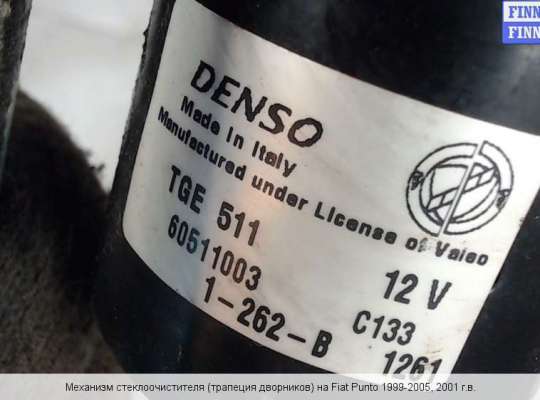 FINN
FINN
DENSO
Made In Italy
Manufactured under License of Valeo
TGE 511
12 V
60511003
C133
1-262-B
1261
Механизм стеклоочистителя (трапеция дворников) на Fiat Punto 1999-2005, 2001 г.в.